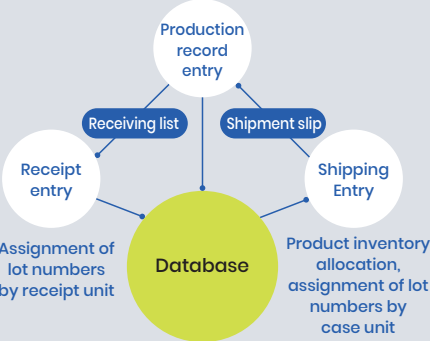 Production
record
entry
Receiving list
Shipment slip
Receipt
entry
Shipping
Entry
Database
Assignment of
lot numbers
by receipt unit
Product inventory
allocation,
assignment of lot
numbers by
case unit